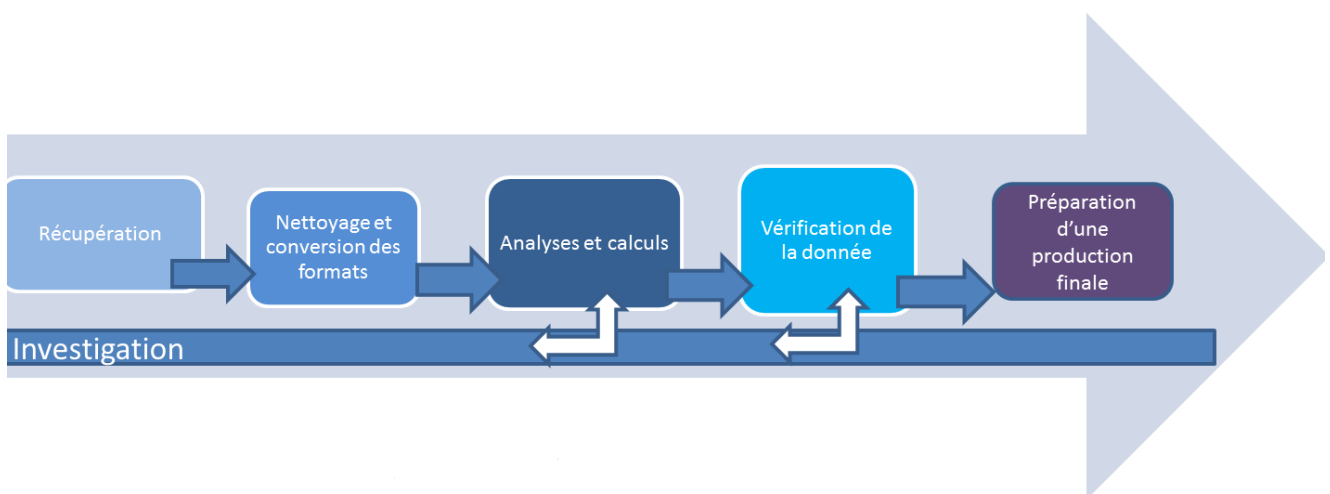 Récupération
Nettoyage et
conversion des
formats
Analyses et calculs
Vérification de
la donnée
Préparation
d’une
production
finale
Investigation